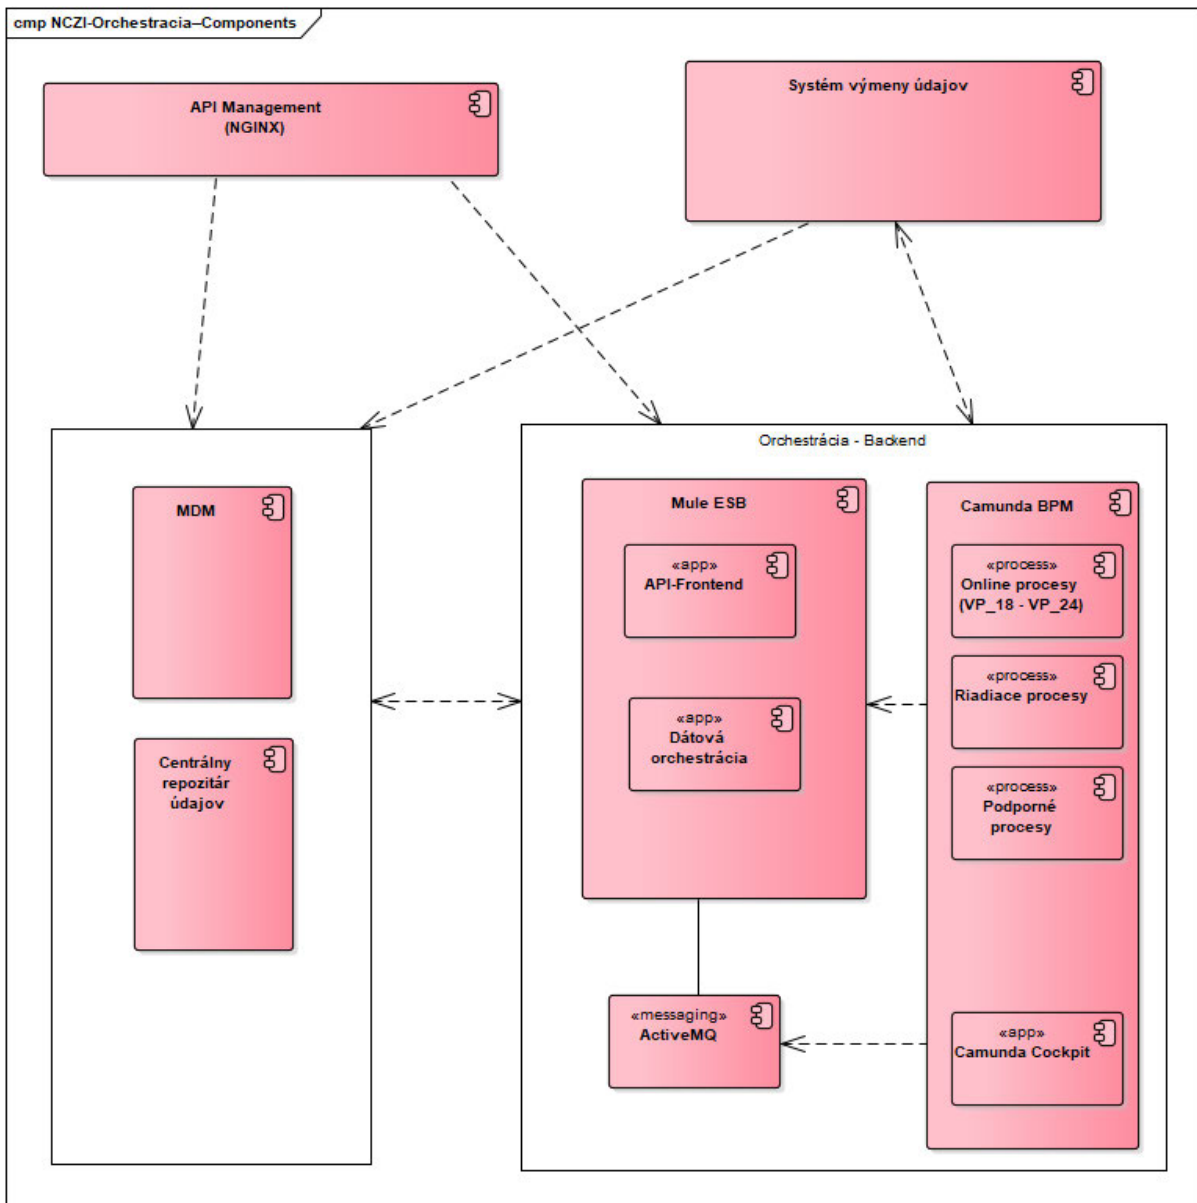 cmp NCZI-Orchestracia–Components
API Management
(NGINX)
Systém výmeny údajov
MDM
Centrálny
repozitár
údajov
Orchestrácia - Backend
Mule ESB
«app»
API-Frontend
«app»
Dátová
orchestrácia
«messaging»
ActiveMQ
Camunda BPM
«process»
Online procesy
(VP_18 - VP_24)
«process»
Riadiace procesy
«process»
Podporné
procesy
«app»
Camunda Cockpit